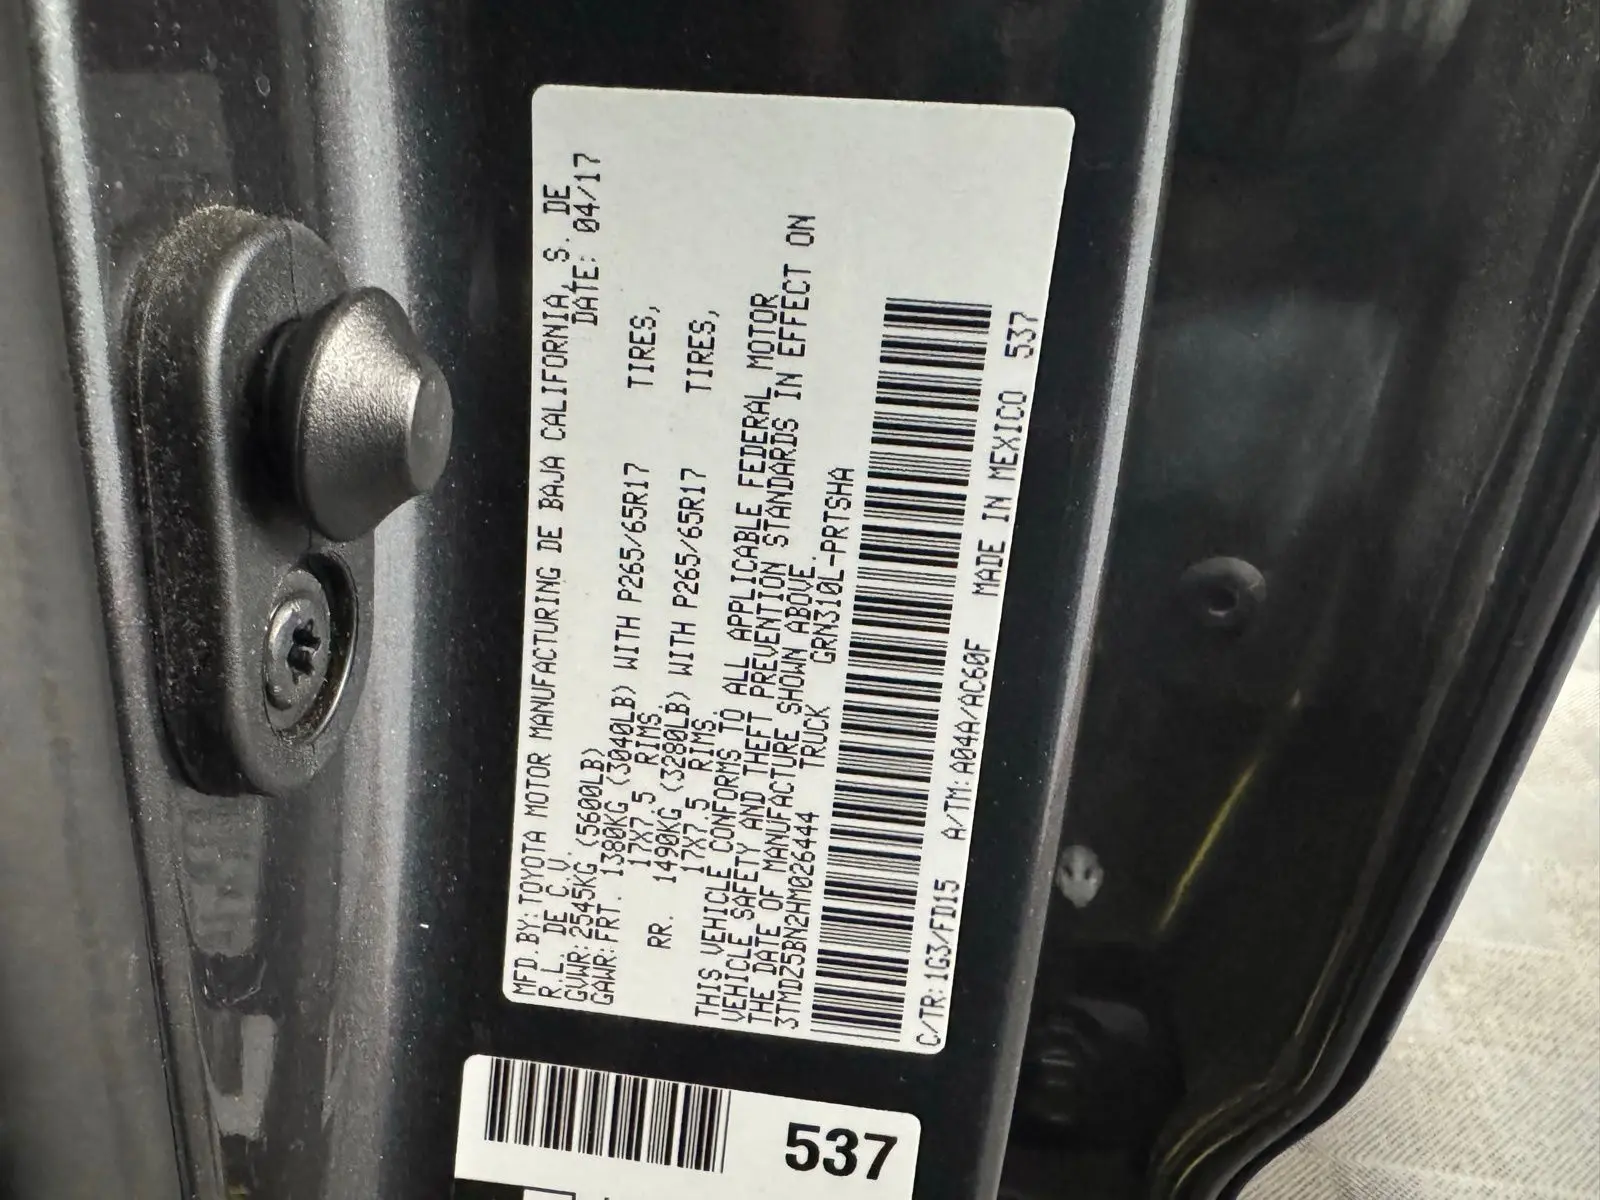 MFD.BY:TOYOTA MOTOR MANUFACTURING DE BAJA CALIFORNIA, S. DE
R.L. DE C.V DATE: 04/17
GVWR:2545KG (5600LB)
GAWR:FRT. 1380KG (3040LB) WITH P265/65R17 TIRES,
17X7.5 RIMS.
RR. 1490KG (3280LB) WITH P265/65R17 TIRES,
17X7.5 RIMS.
THIS VEHICLE CONFORMS TO ALL APPLICABLE FEDERAL MOTOR
VEHICLE SAFETY AND THEFT PREVENTION STANDARDS IN EFFECT ON
THE DATE OF MANUFACTURE SHOWN ABOVE.
3TMDZ5BN2HM026444 TRUCK GRN310L-PRTSHA
C/TR:1G3/FD15 A/TM:A04A/AC60F MADE IN MEXICO 537
537